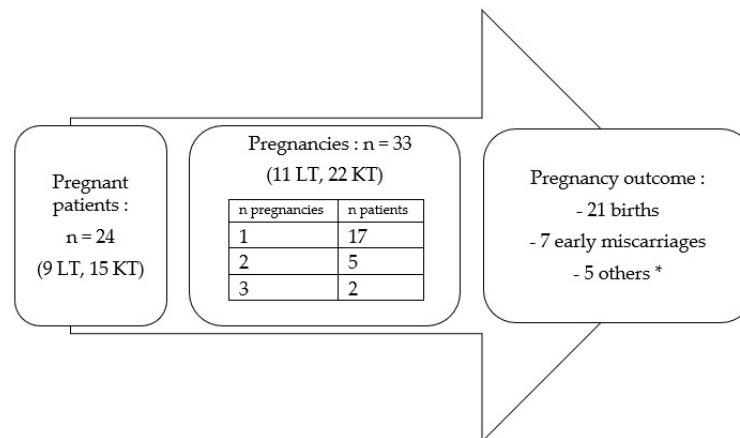 Pregnant
patients :
n = 24
(9 LT, 15 KT)
Pregnancies : n = 33
(11 LT, 22 KT)
n pregnancies n patients
1 17
2 5
3 2
Pregnancy outcome :
- 21 births
- 7 early miscarriages
- 5 others *